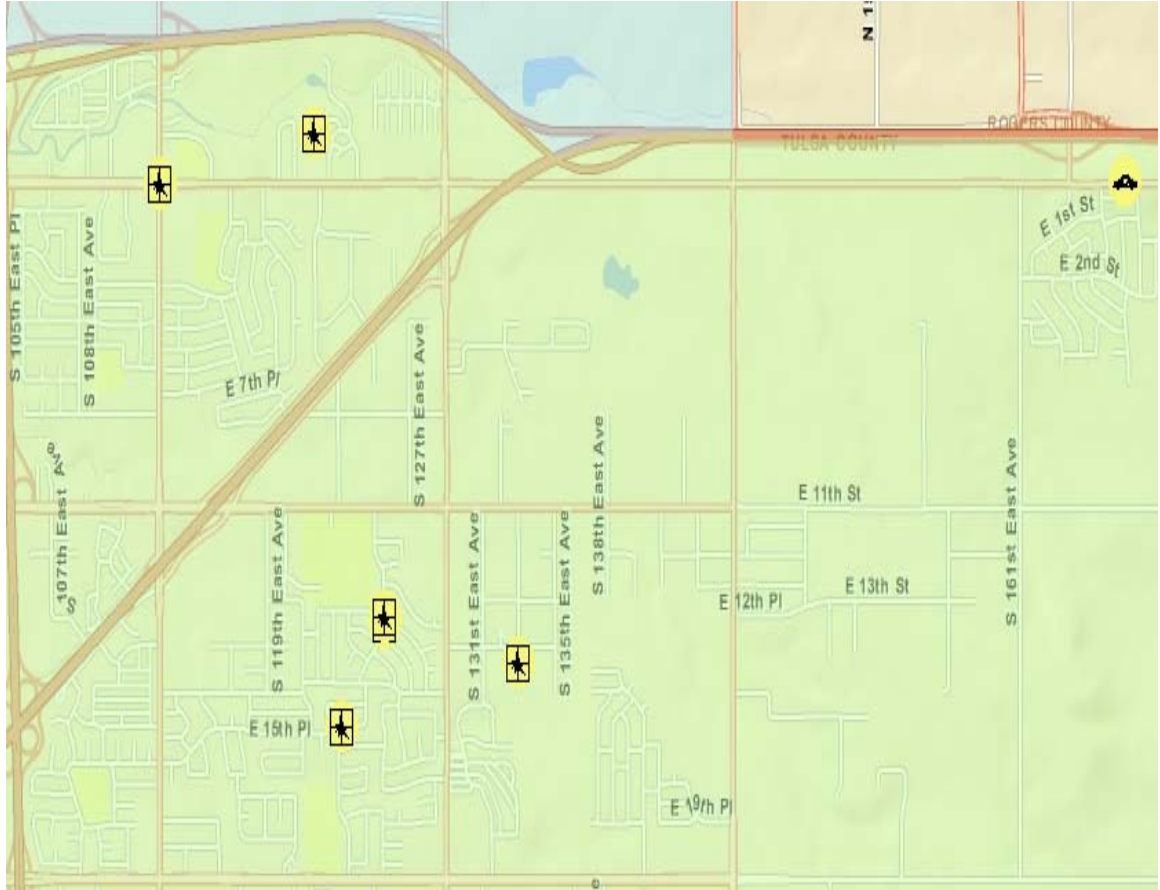 N 1
ROGERS COUNTY
TULSA COUNTY
E 1st St
E 2nd St
S 105th East Pl
S 108th East Ave
E 7th Pl
S 127th East Ave
S 138th East Ave
S 161st East Ave
E 11th St
S 107th East Ave
S 119th East Ave
S 131st East Ave
S 135th East Ave
E 12th Pl
E 13th St
E 15th Pl
E 19th Pl